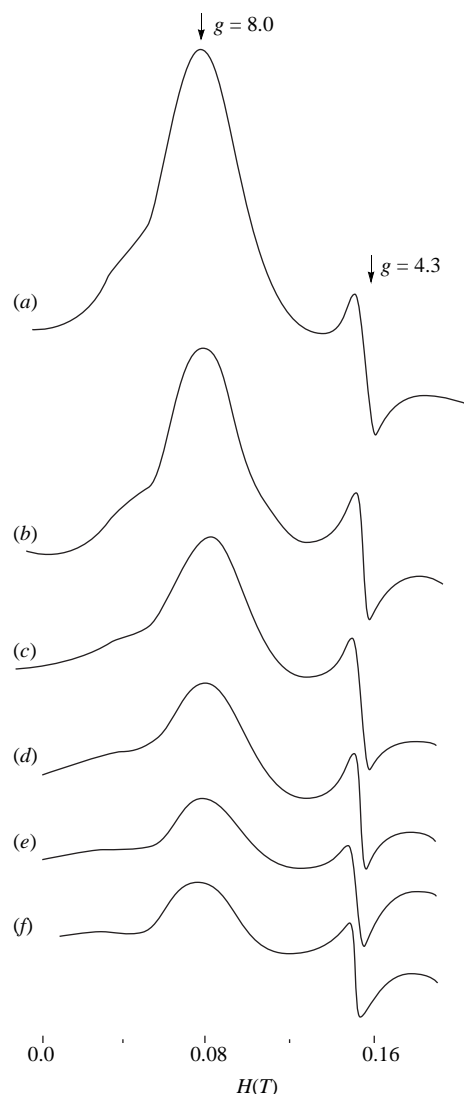 g = 8.0
g = 4.3
(a)
(b)
(c)
(d)
(e)
(f)
0.0 0.08 0.16
H(T)